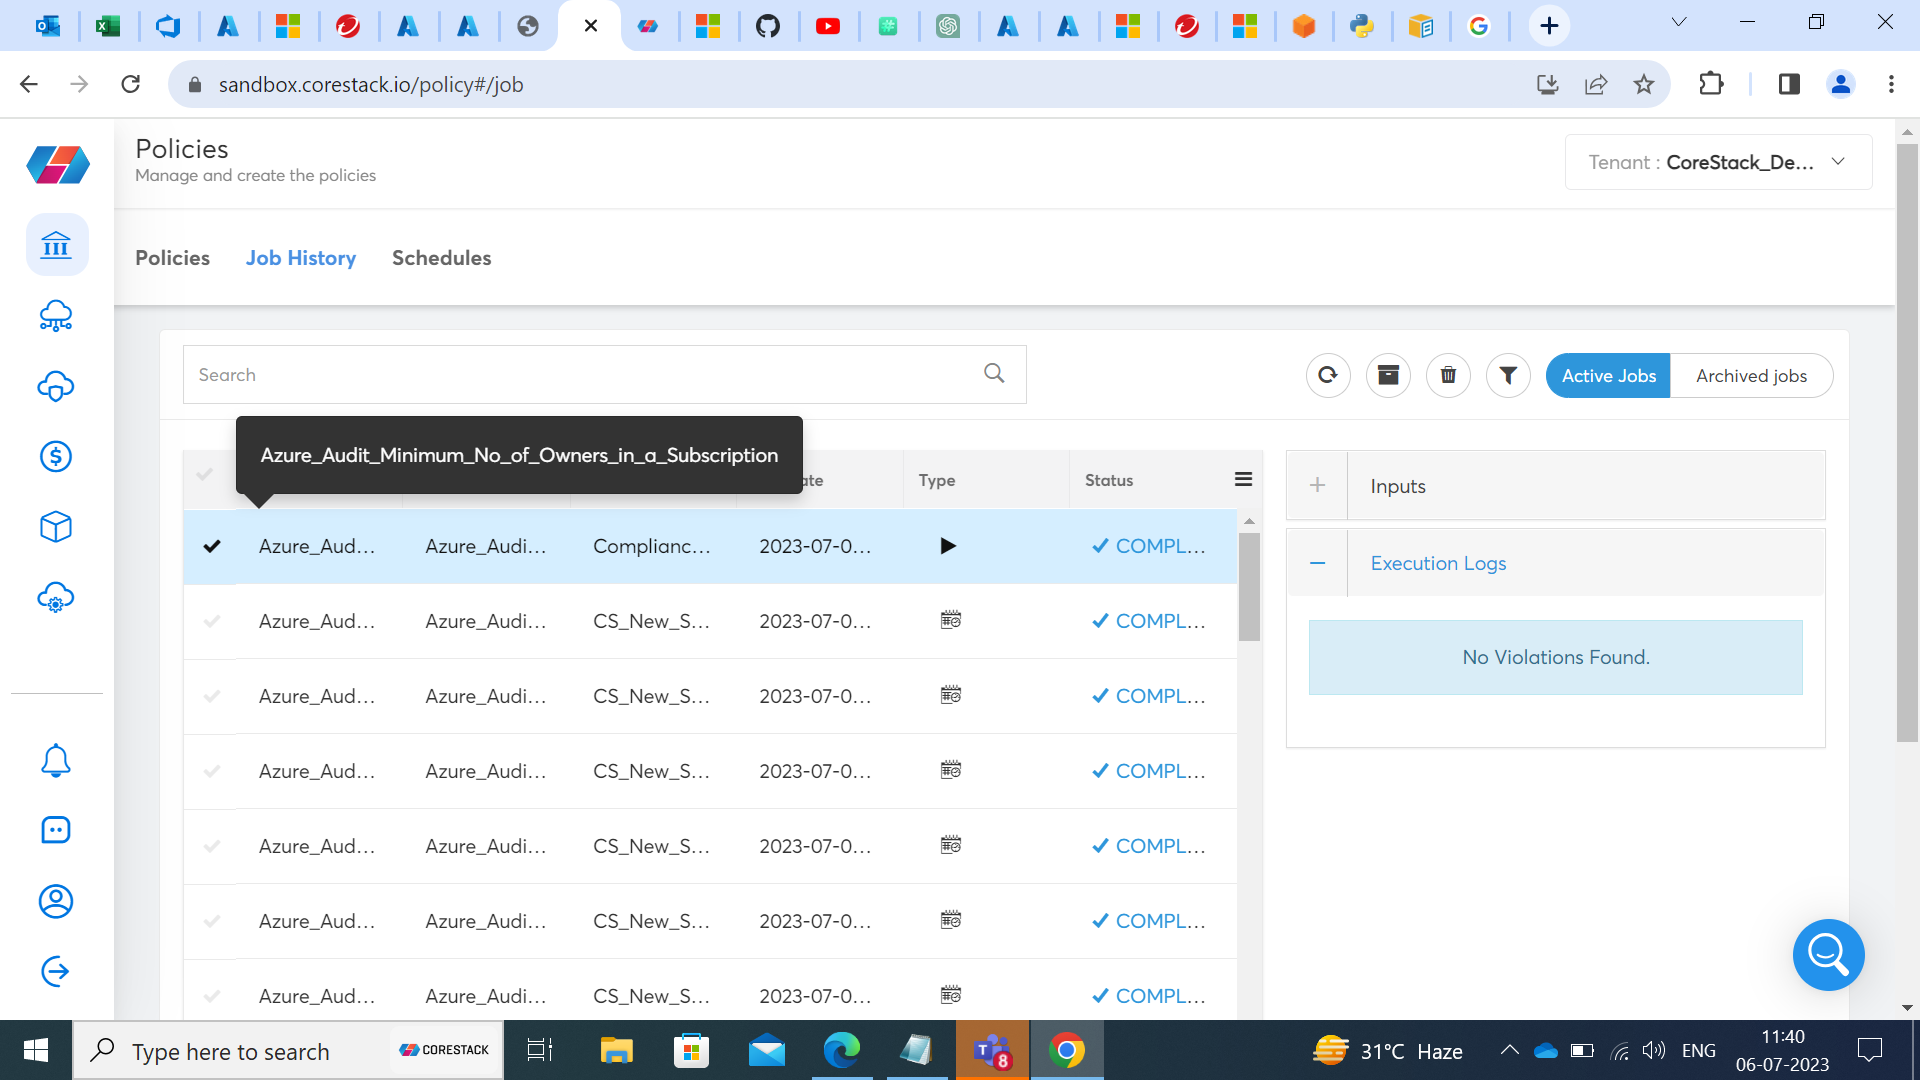 sandbox.corestack.io/policy#/job
Policies
Manage and create the policies
Tenant : CoreStack_De...
Policies
Job History
Schedules
Search
Active Jobs
Archived jobs
Azure_Audit_Minimum_No_of_Owners_in_a_Subscription
ate
Type
Status
Azure_Aud... Azure_Audi... Complianc... 2023-07-0... COMPL...
Azure_Aud... Azure_Audi... CS_New_S... 2023-07-0... COMPL...
Azure_Aud... Azure_Audi... CS_New_S... 2023-07-0... COMPL...
Azure_Aud... Azure_Audi... CS_New_S... 2023-07-0... COMPL...
Azure_Aud... Azure_Audi... CS_New_S... 2023-07-0... COMPL...
Azure_Aud... Azure_Audi... CS_New_S... 2023-07-0... COMPL...
Azure_Aud... Azure_Audi... CS_New_S... 2023-07-0... COMPL...
Inputs
Execution Logs
No Violations Found.
Type here to search
CORESTACK
T
8
31°C Haze
ENG
11:40
06-07-2023